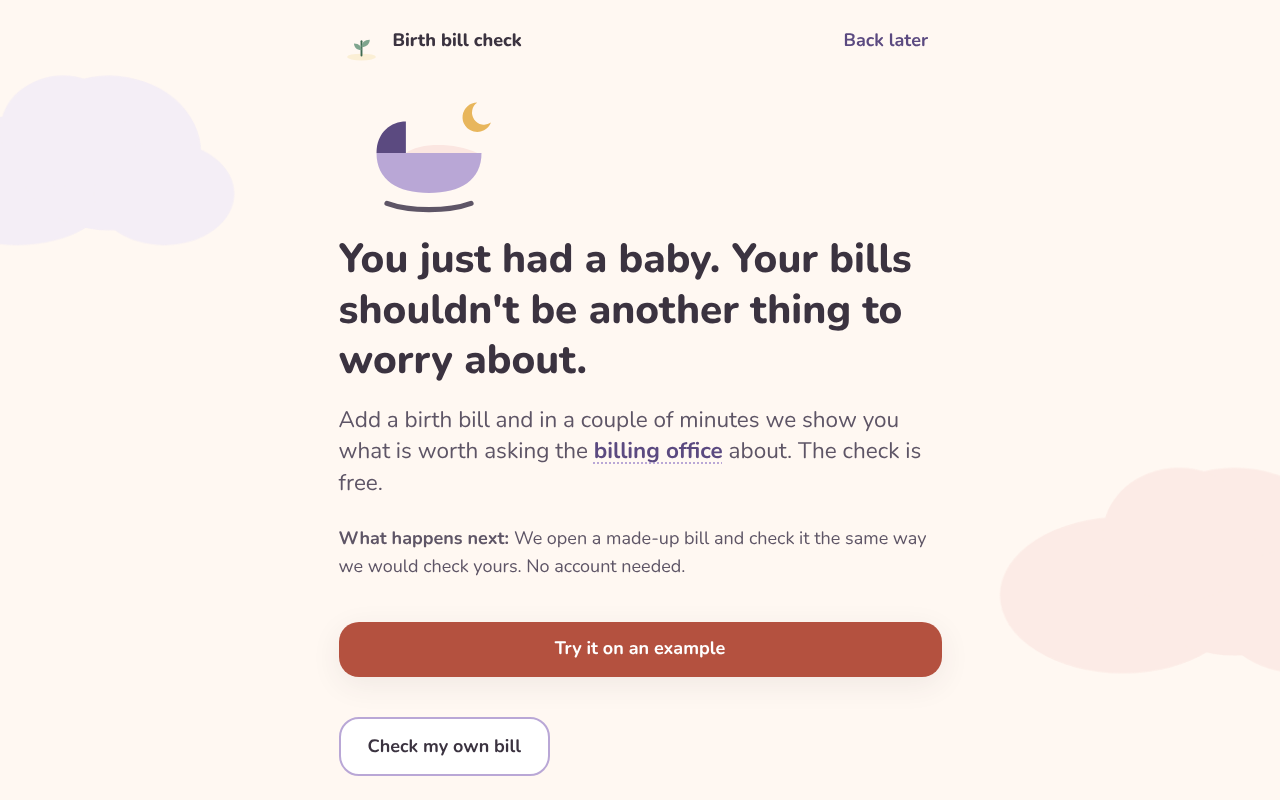 Birth bill check
Back later
You just had a baby. Your bills
shouldn't be another thing to
worry about.
Add a birth bill and in a couple of minutes we show you
what is worth asking the billing office about. The check is
free.
What happens next: We open a made-up bill and check it the same way
we would check yours. No account needed.
Try it on an example
Check my own bill